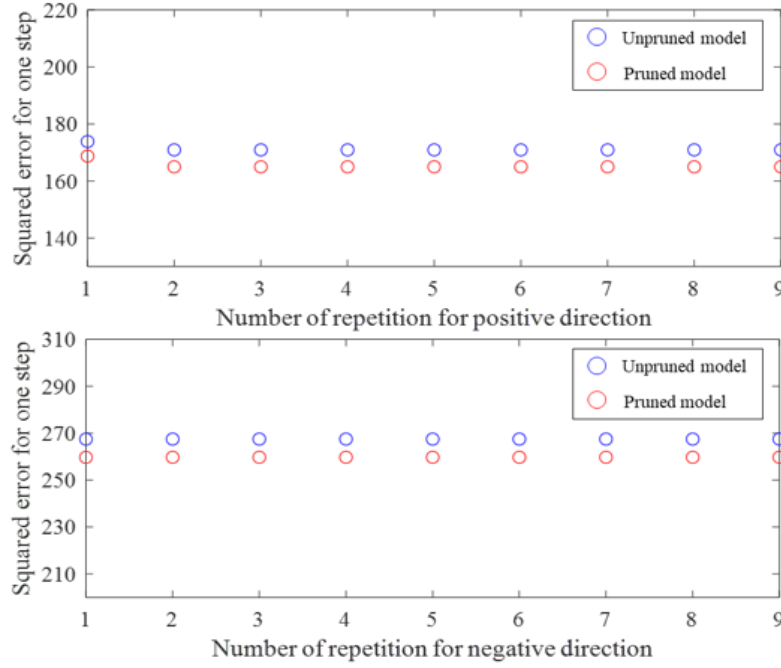 220
200
180
160
140
Squared error for one step
Unpruned model
Pruned model
1 2 3 4 5 6 7 8 9
Number of repetition for positive direction
310
290
270
250
230
210
Squared error for one step
Unpruned model
Pruned model
1 2 3 4 5 6 7 8 9
Number of repetition for negative direction